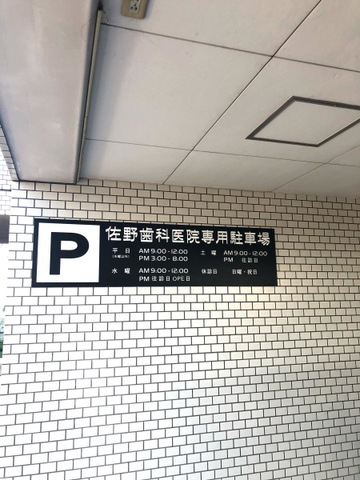 P
佐野歯科医院専用駐車場
平日 AM 9:00-12:00 土曜 AM 9:00-12:00
PM 3:00-8:00 PM 往診日
水曜 AM 9:00-12:00 休診日 日曜・祝日
PM 往診日 OPE日